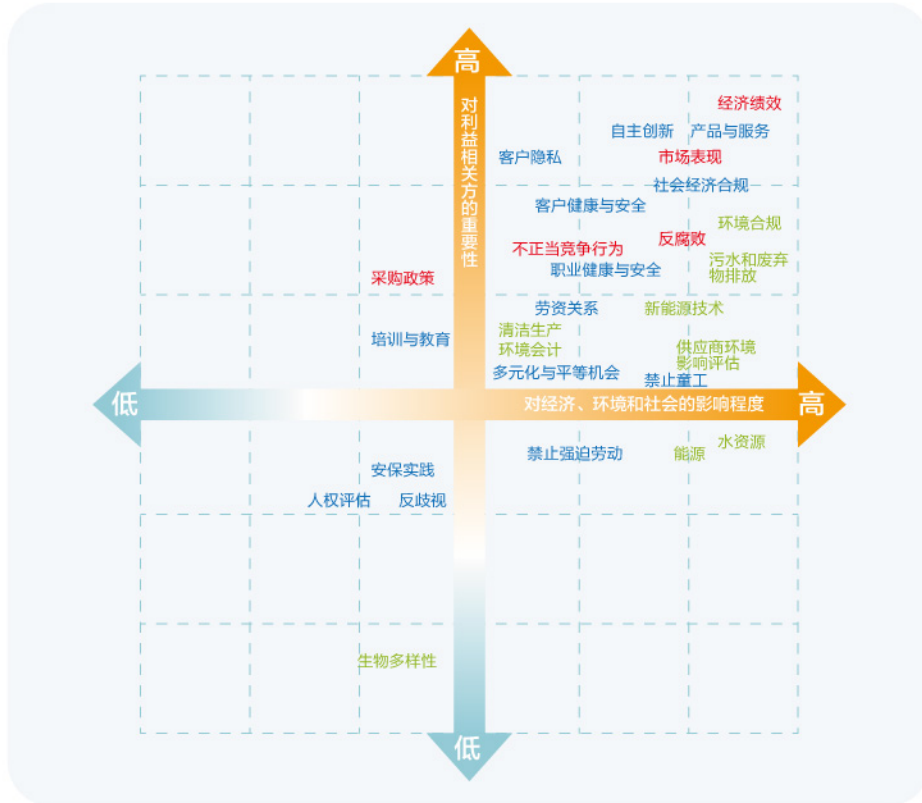 高
对利益相关方的重要性
经济绩效
自主创新 产品与服务
客户隐私
市场表现
社会经济合规
客户健康与安全
环境合规
反腐败
不正当竞争行为
污水和废弃
物排放
职业健康与安全
采购政策
劳资关系
新能源技术
清洁生产
培训与教育
环境会计
供应商环境
影响评估
多元化与平等机会
禁止童工
低
对经济、环境和社会的影响程度
高
水资源
禁止强迫劳动
能源
安保实践
人权评估 反歧视
生物多样性
低